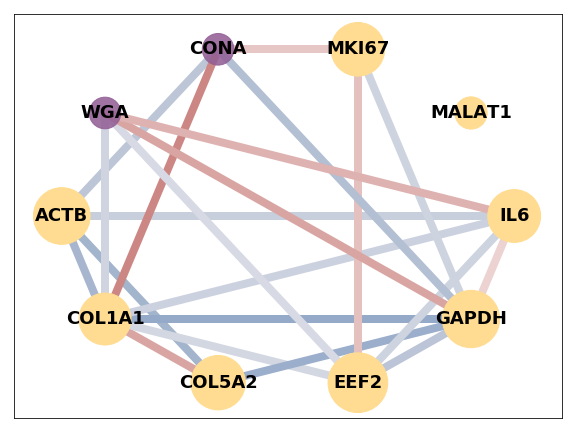 CONA
MKI67
WGA
MALAT1
ACTB
IL6
COL1A1
GAPDH
COL5A2
EEF2